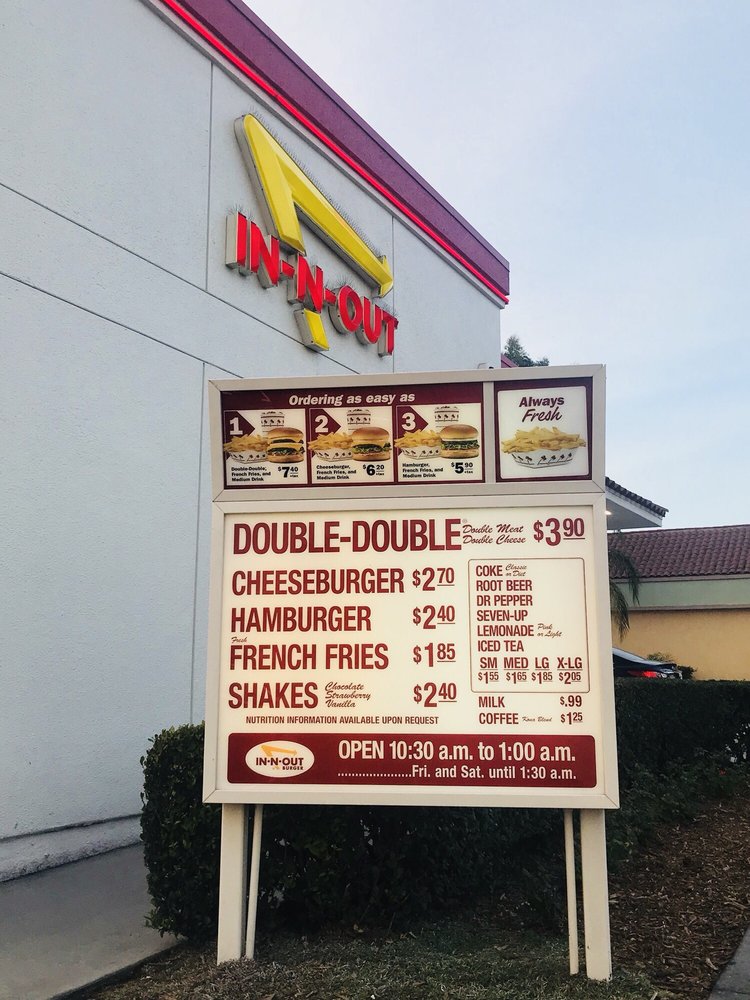 IN-N-OUT
Ordering as easy as
1
Double-Double,
French Fries, and
Medium Drink
$7.40
+tax
2
Cheeseburger,
French Fries, and
Medium Drink
$6.20
+tax
3
Hamburger,
French Fries, and
Medium Drink
$5.90
+tax
Always
Fresh
DOUBLE-DOUBLE® Double Meat Double Cheese $3.90
CHEESEBURGER $2.70
HAMBURGER $2.40
Fresh
FRENCH FRIES $1.85
SHAKES Chocolate Strawberry Vanilla $2.40
NUTRITION INFORMATION AVAILABLE UPON REQUEST
COKE Classic or Diet
ROOT BEER
DR PEPPER
SEVEN-UP
LEMONADE Pink or Light
ICED TEA
SM MED LG X-LG
$1.55 $1.65 $1.85 $2.05
MILK $.99
COFFEE Kona Blend $1.25
IN-N-OUT
BURGER
OPEN 10:30 a.m. to 1:00 a.m.
....................Fri. and Sat. until 1:30 a.m.